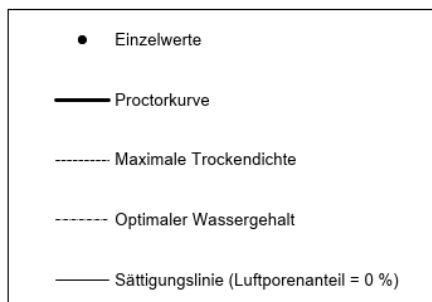 Einzelwerte
Proctorkurve
Maximale Trockendichte
Optimaler Wassergehalt
Sättigungslinie (Luftporenanteil = 0 %)